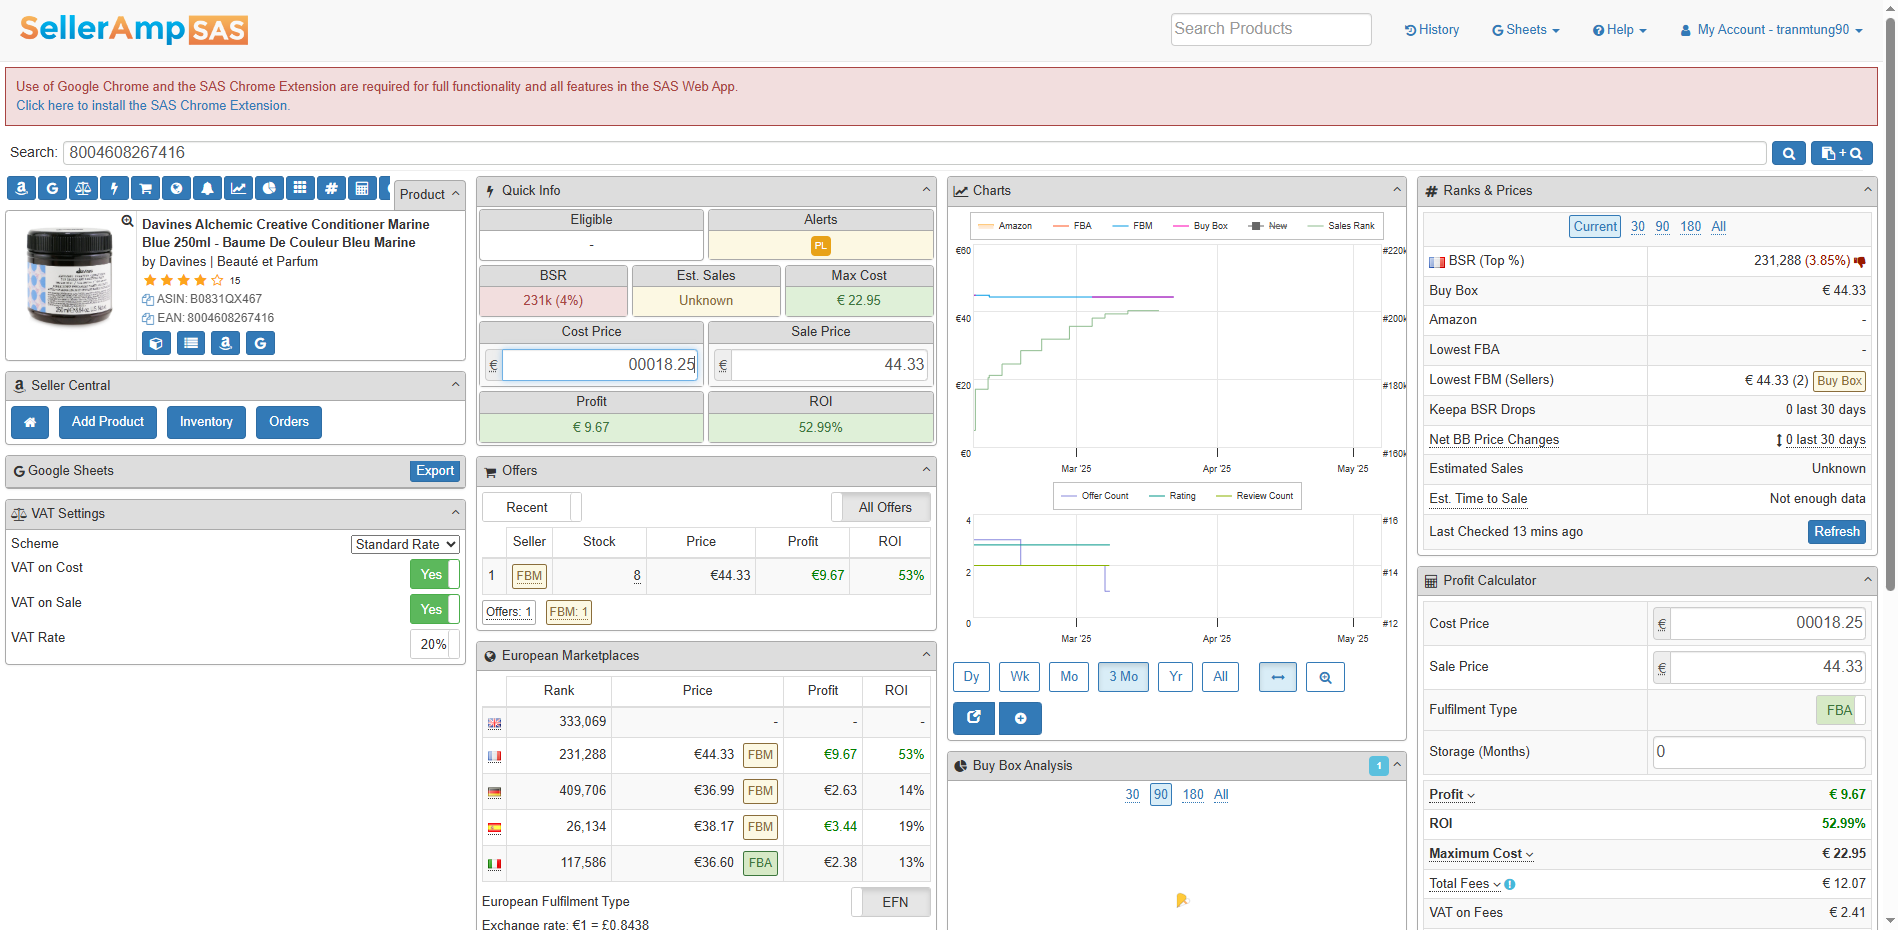 SellerAmp SAS
Search Products
History
Sheets
Help
My Account - tranmtung90
Use of Google Chrome and the SAS Chrome Extension are required for full functionality and all features in the SAS Web App.
Click here to install the SAS Chrome Extension.
Search: 8004608267416
Product
Davines Alchemic Creative Conditioner Marine
Blue 250ml - Baume De Couleur Bleu Marine
by Davines | Beauté et Parfum
15
ASIN: B0831QX467
EAN: 8004608267416
Seller Central
Add Product Inventory Orders
Google Sheets Export
VAT Settings
Scheme Standard Rate
VAT on Cost Yes
VAT on Sale Yes
VAT Rate 20%
Quick Info
Eligible Alerts
- PL
BSR Est. Sales Max Cost
231k (4%) Unknown € 22.95
Cost Price Sale Price
€ 00018.25 € 44.33
Profit ROI
€ 9.67 52.99%
Offers
Recent All Offers
Seller Stock Price Profit ROI
1 FBM 8 €44.33 €9.67 53%
Offers: 1 FBM: 1
European Marketplaces
Rank Price Profit ROI
333,069 - - -
231,288 €44.33 FBM €9.67 53%
409,706 €36.99 FBM €2.63 14%
26,134 €38.17 FBM €3.44 19%
117,586 €36.60 FBA €2.38 13%
European Fulfilment Type EFN
Exchange rate: €1 = £0.8438
Charts
Amazon FBA FBM Buy Box New Sales Rank
€60 #220k
€40 #200k
€20 #180k
€0 #160k
Mar '25 Apr '25 May '25
Offer Count Rating Review Count
4 #16
2 #14
0 #12
Mar '25 Apr '25 May '25
Dy Wk Mo 3 Mo Yr All
Buy Box Analysis 1
30 90 180 All
Ranks & Prices
Current 30 90 180 All
BSR (Top %) 231,288 (3.85%)
Buy Box € 44.33
Amazon -
Lowest FBA -
Lowest FBM (Sellers) € 44.33 (2) Buy Box
Keepa BSR Drops 0 last 30 days
Net BB Price Changes 0 last 30 days
Estimated Sales Unknown
Est. Time to Sale Not enough data
Last Checked 13 mins ago Refresh
Profit Calculator
Cost Price € 00018.25
Sale Price € 44.33
Fulfilment Type FBA
Storage (Months) 0
Profit € 9.67
ROI 52.99%
Maximum Cost € 22.95
Total Fees € 12.07
VAT on Fees € 2.41